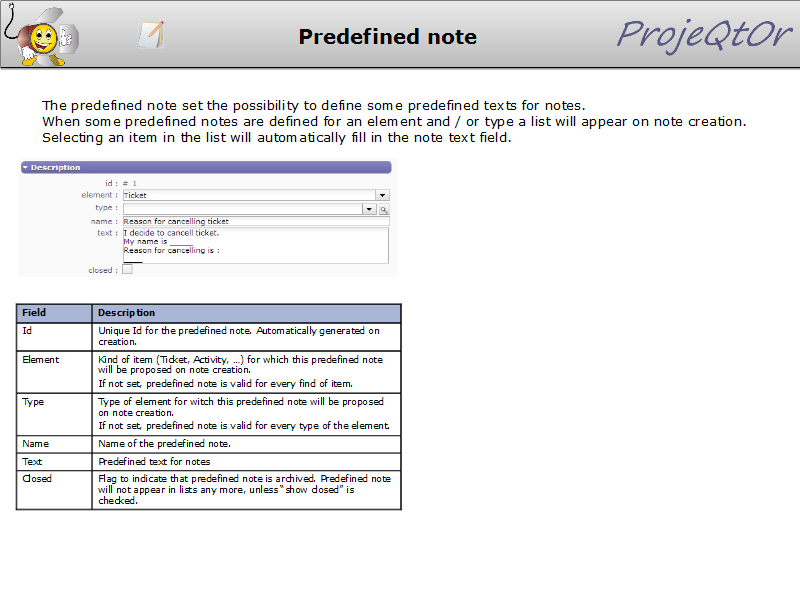 Predefined note
ProjeQtOr
The predefined note set the possibility to define some predefined texts for notes.
When some predefined notes are defined for an element and / or type a list will appear on note creation.
Selecting an item in the list will automatically fill in the note text field.
Description
id : # 1
element : Ticket
type :
name : Reason for cancelling ticket
text : I decide to cancell ticket.
My name is ______
Reason for cancelling is :
____
closed :
Field Description
Id Unique Id for the predefined note. Automatically generated on
creation.
Element Kind of item (Ticket, Activity, …) for which this predefined note
will be proposed on note creation.
If not set, predefined note is valid for every find of item.
Type Type of element for witch this predefined note will be proposed
on note creation.
If not set, predefined note is valid for every type of the element.
Name Name of the predefined note.
Text Predefined text for notes
Closed Flag to indicate that predefined note is archived. Predefined note
will not appear in lists any more, unless “show closed” is
checked.